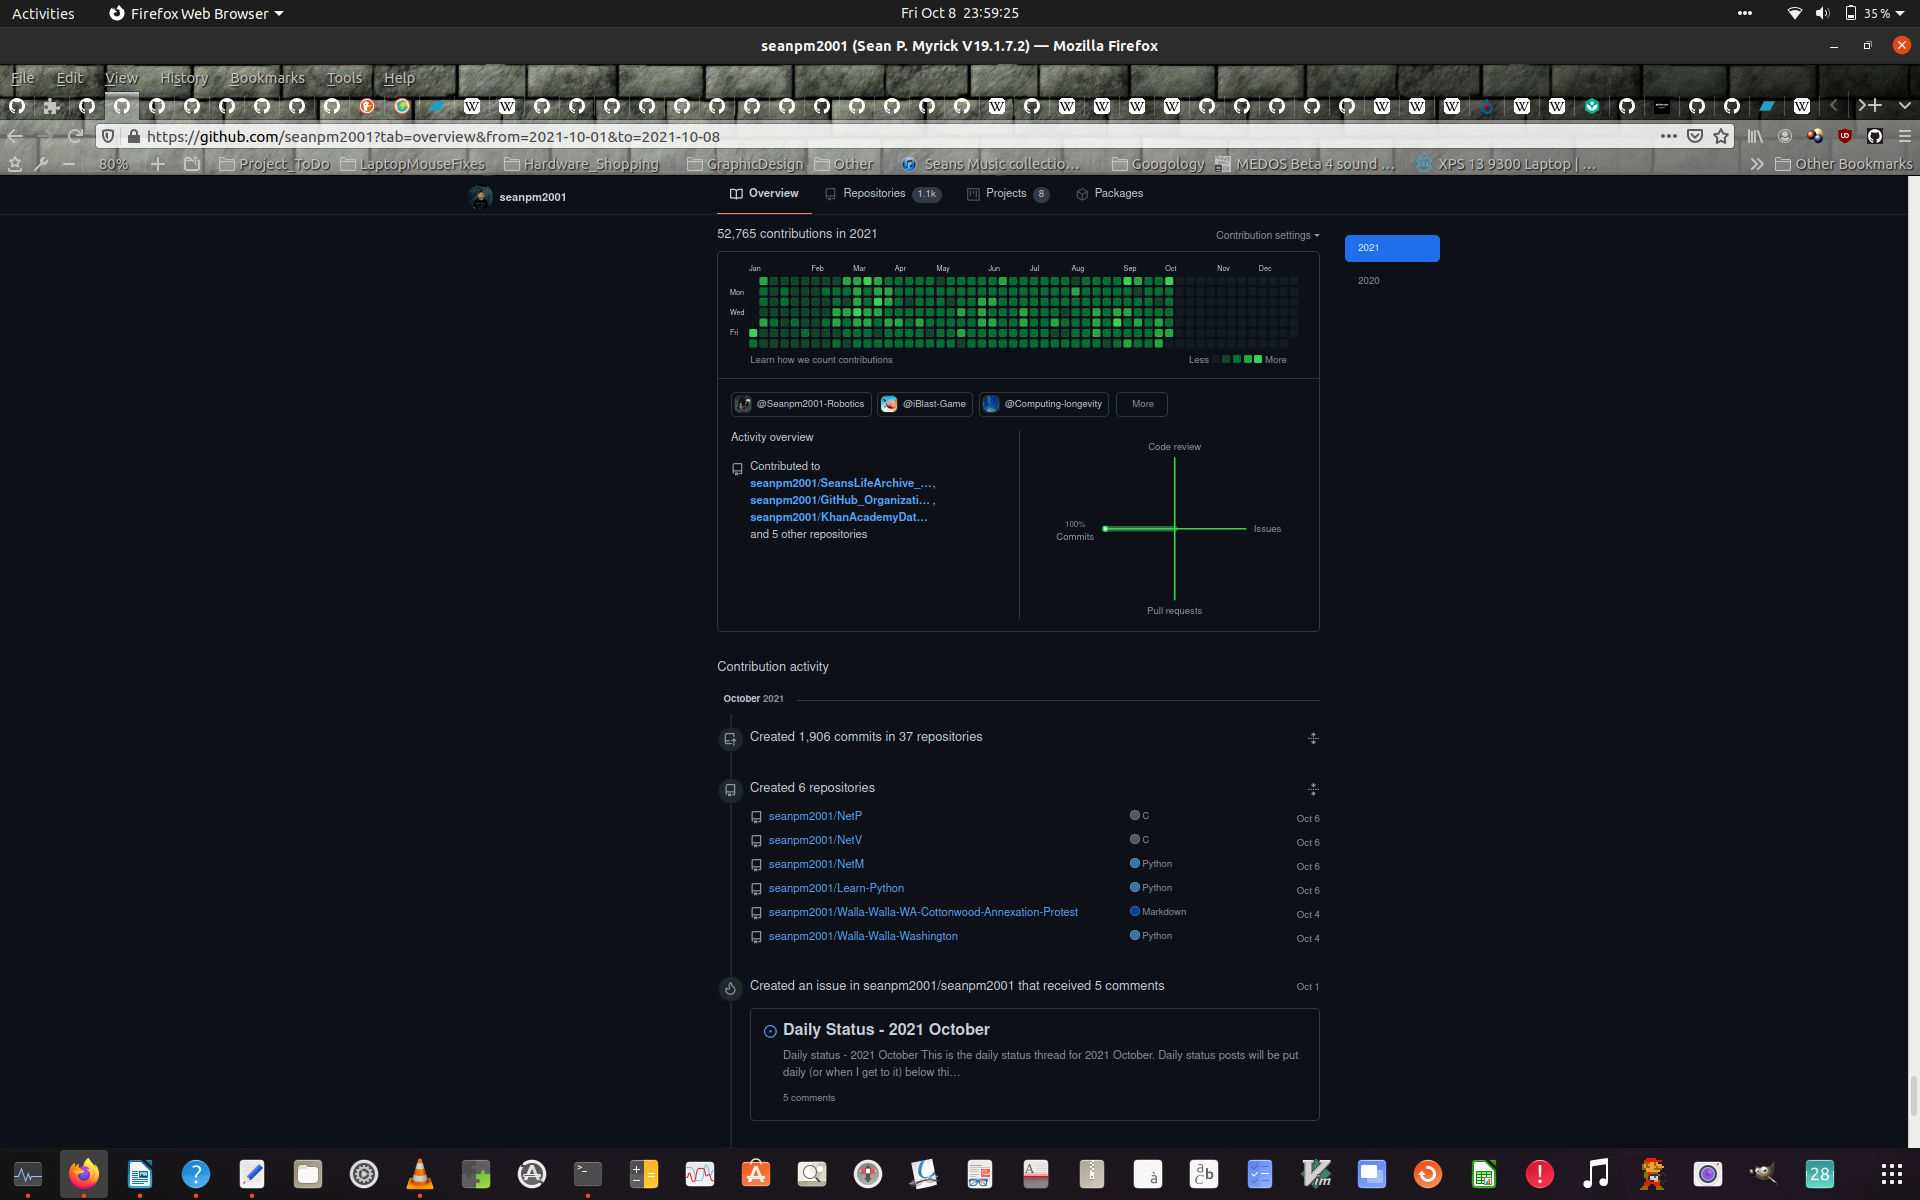 Activities
Firefox Web Browser
Fri Oct 8 23:59:25
35 %
seanpm2001 (Sean P. Myrick V19.1.7.2) — Mozilla Firefox
File Edit View History Bookmarks Tools Help
https://github.com/seanpm2001?tab=overview&from=2021-10-01&to=2021-10-08
80%
Project_ToDo
LaptopMouseFixes
Hardware_Shopping
GraphicDesign
Other
Seans Music collectio…
Googology
MEDOS Beta 4 sound …
XPS 13 9300 Laptop | …
Other Bookmarks
seanpm2001
Overview
Repositories 1.1k
Projects 8
Packages
52,765 contributions in 2021
Contribution settings
2021
2020
Jan Feb Mar Apr May Jun Jul Aug Sep Oct Nov Dec
Mon
Wed
Fri
Learn how we count contributions
Less More
@Seanpm2001-Robotics
@iBlast-Game
@Computing-longevity
More
Activity overview
Contributed to
seanpm2001/SeansLifeArchive_…,
seanpm2001/GitHub_Organizati… ,
seanpm2001/KhanAcademyDat…
and 5 other repositories
Code review
100%
Commits
Issues
Pull requests
Contribution activity
October 2021
Created 1,906 commits in 37 repositories
Created 6 repositories
seanpm2001/NetP C Oct 6
seanpm2001/NetV C Oct 6
seanpm2001/NetM Python Oct 6
seanpm2001/Learn-Python Python Oct 6
seanpm2001/Walla-Walla-WA-Cottonwood-Annexation-Protest Markdown Oct 4
seanpm2001/Walla-Walla-Washington Python Oct 4
Created an issue in seanpm2001/seanpm2001 that received 5 comments Oct 1
Daily Status - 2021 October
Daily status - 2021 October This is the daily status thread for 2021 October. Daily status posts will be put
daily (or when I get to it) below thi…
5 comments
28